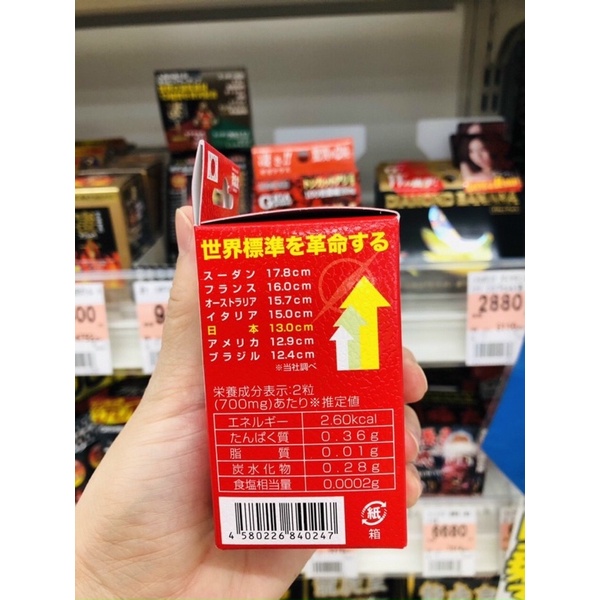 世界標準を革命する
スーダン 17.8cm
フランス 16.0cm
オーストラリア 15.7cm
イタリア 15.0cm
日本 13.0cm
アメリカ 12.9cm
ブラジル 12.4cm
※当社調べ
栄養成分表示:2粒
(700mg)あたり※推定値
エネルギー 2.60kcal
たんぱく質 0.36g
脂質 0.01g
炭水化物 0.28g
食塩相当量 0.0002g
4 580226 840247
紙
箱
2880
6680